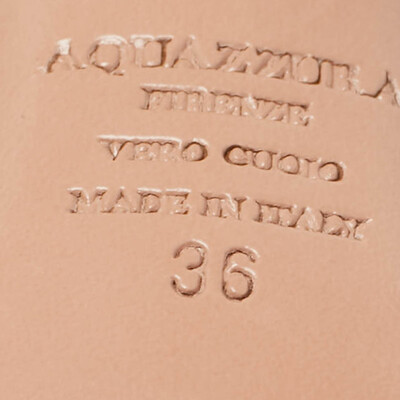 AQUAZZURA
FIRENZE
VERO CUOIO
MADE IN ITALY
36